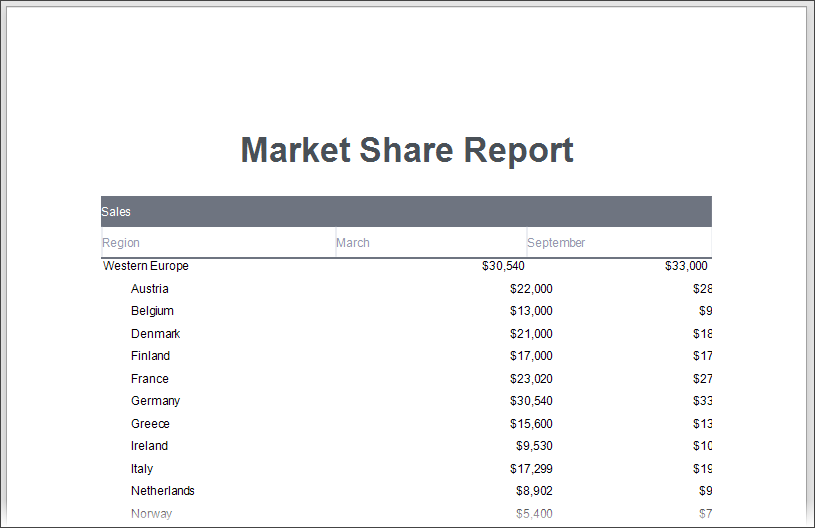 Market Share Report
Sales
Region March September
Western Europe $30,540 $33,000
Austria $22,000 $28
Belgium $13,000 $9
Denmark $21,000 $18
Finland $17,000 $17
France $23,020 $27
Germany $30,540 $33
Greece $15,600 $13
Ireland $9,530 $10
Italy $17,299 $19
Netherlands $8,902 $9
Norway $5,400 $7